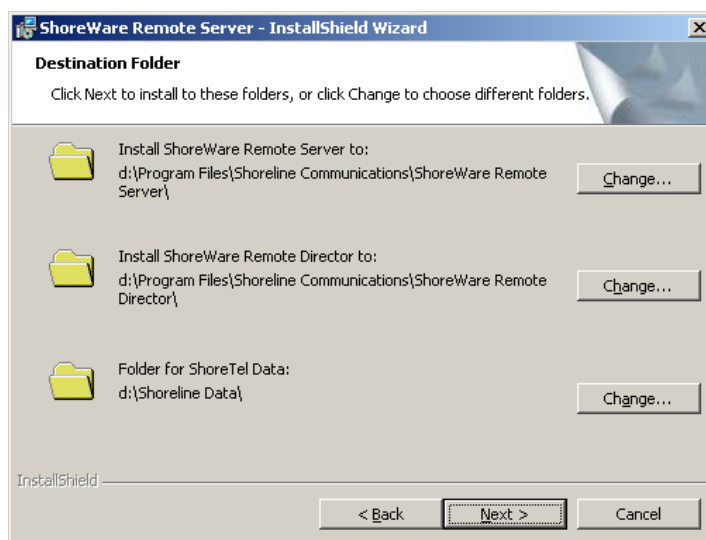 ShoreWare Remote Server - InstallShield Wizard
Destination Folder
Click Next to install to these folders, or click Change to choose different folders.
Install ShoreWare Remote Server to:
d:\Program Files\Shoreline Communications\ShoreWare Remote
Server\
Change...
Install ShoreWare Remote Director to:
d:\Program Files\Shoreline Communications\ShoreWare Remote
Director\
Change...
Folder for ShoreTel Data:
d:\Shoreline Data\
Change...
InstallShield
< Back
Next >
Cancel